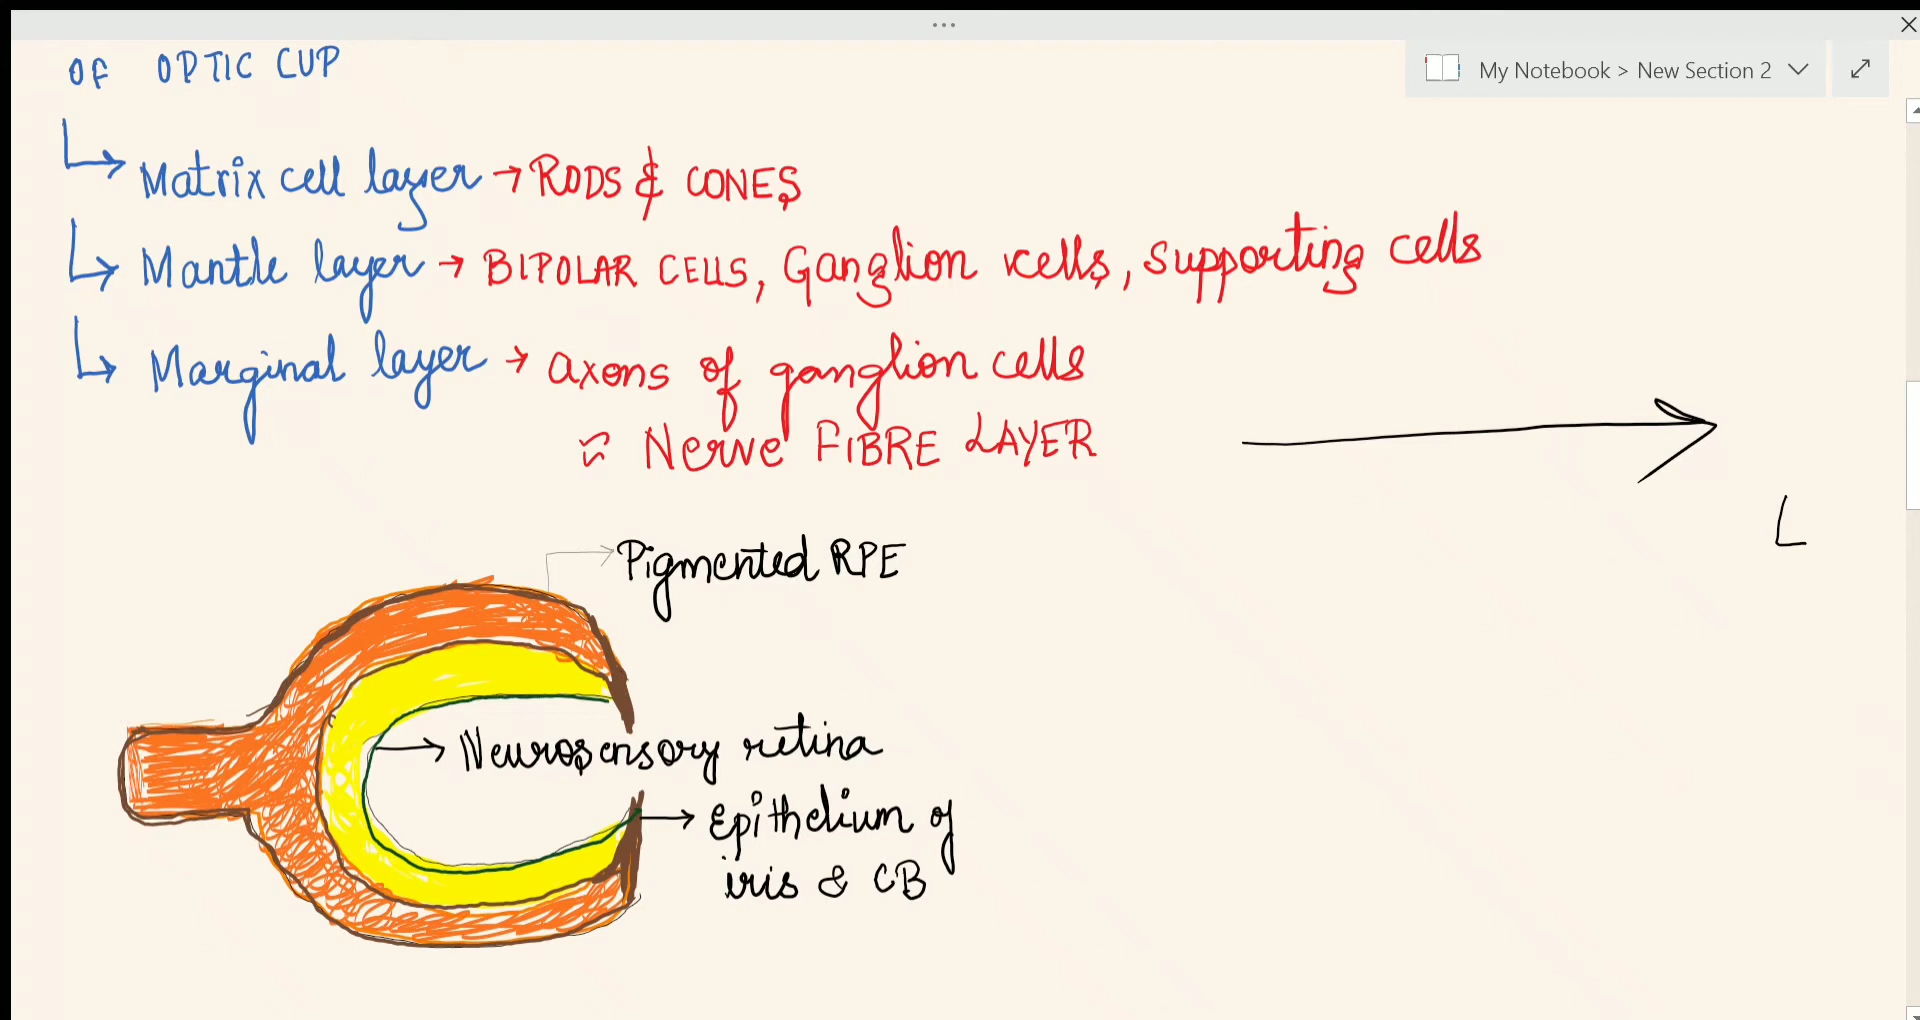 My Notebook > New Section 2
OF OPTIC CUP
Matrix cell layer → RODS & CONES
Mantle layer → BIPOLAR CELLS, Ganglion cells, Supporting cells
Marginal layer → axons of ganglion cells
Nerve FIBRE LAYER
L
Pigmented RPE
Neurosensory retina
Epithelium of
iris & CB